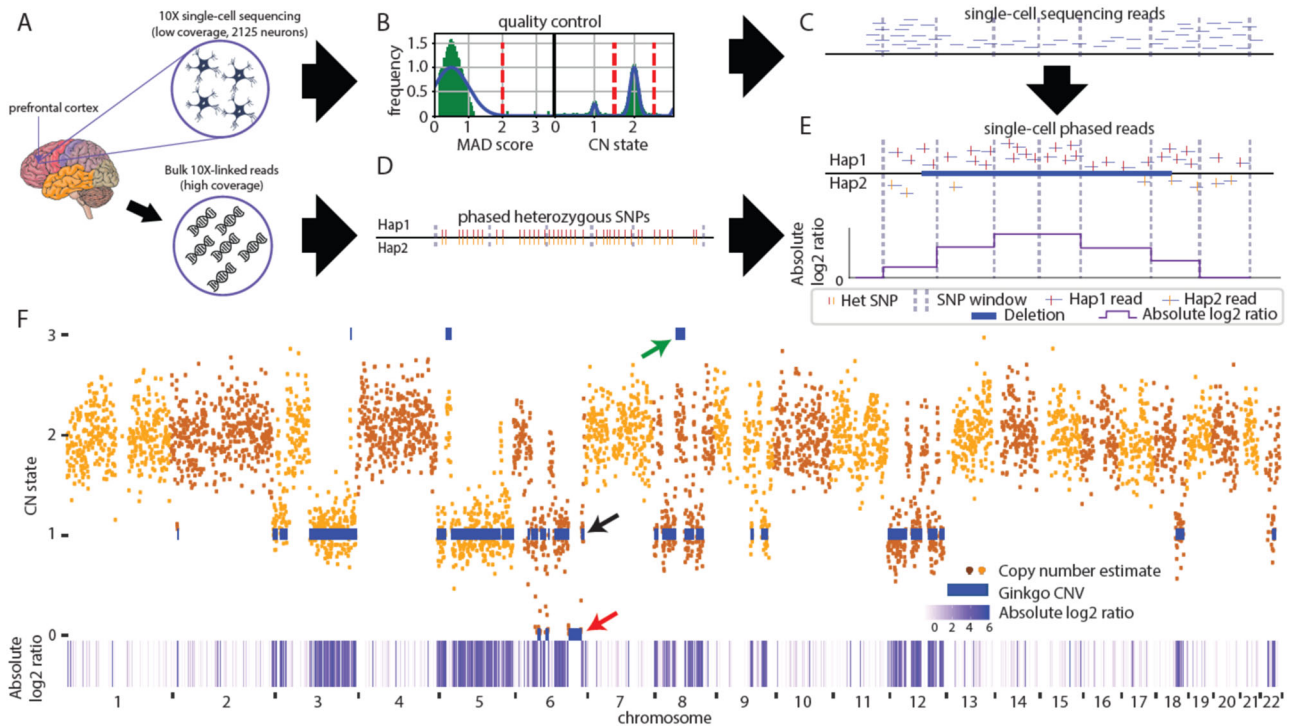 A
10X single-cell sequencing
(low coverage, 2125 neurons)
prefrontal cortex
Bulk 10X-linked reads
(high coverage)
B
quality control
frequency
1.5
1.0
0.5
0
0 1 2 3 0 1 2
MAD score
CN state
C
single-cell sequencing reads
D
Hap1
phased heterozygous SNPs
Hap2
E
single-cell phased reads
Hap1
Hap2
Absolute
log2 ratio
0
Het SNP
SNP window
Hap1 read
Hap2 read
Deletion
Absolute log2 ratio
F
CN state
3
2
1
0
Copy number estimate
Ginkgo CNV
Absolute log2 ratio
0 2 4 6
Absolute
log2 ratio
1 2 3 4 5 6 7 8 9 10 11 12 13 14 15 16 17 18 19 20 21 22
chromosome